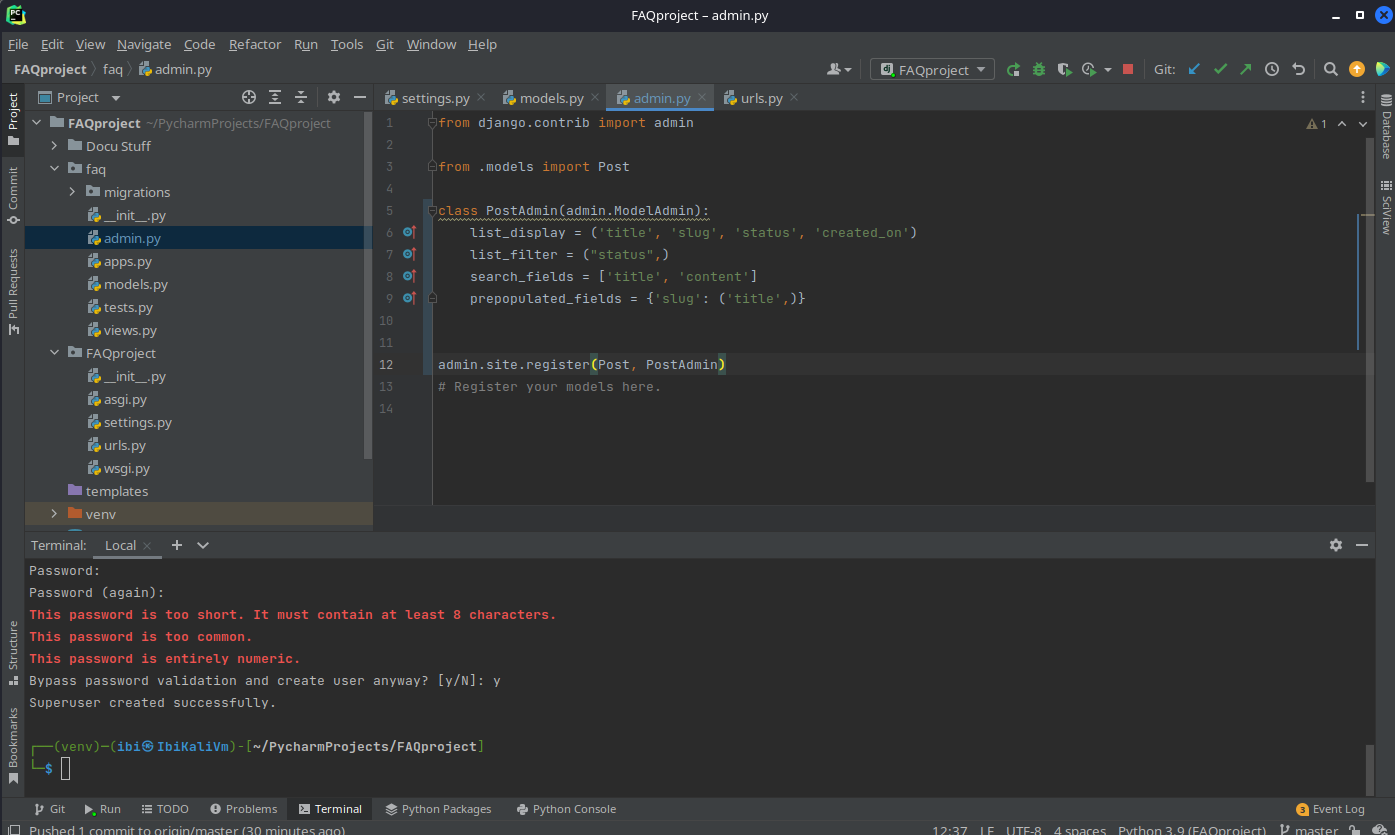 PC
FAQproject – admin.py
File Edit View Navigate Code Refactor Run Tools Git Window Help
FAQproject faq admin.py
dj FAQproject
Git:
Project
settings.py models.py admin.py urls.py
FAQproject ~/PycharmProjects/FAQproject
Docu Stuff
faq
migrations
__init__.py
admin.py
apps.py
models.py
tests.py
views.py
FAQproject
__init__.py
asgi.py
settings.py
urls.py
wsgi.py
templates
venv
1 from django.contrib import admin
2
3 from .models import Post
4
5 class PostAdmin(admin.ModelAdmin):
6 list_display = ('title', 'slug', 'status', 'created_on')
7 list_filter = ("status",)
8 search_fields = ['title', 'content']
9 prepopulated_fields = {'slug': ('title',)}
10
11
12 admin.site.register(Post, PostAdmin)
13 # Register your models here.
14
1
Project
Commit
Pull Requests
Structure
Bookmarks
Database
SciView
Terminal: Local
Password:
Password (again):
This password is too short. It must contain at least 8 characters.
This password is too common.
This password is entirely numeric.
Bypass password validation and create user anyway? [y/N]: y
Superuser created successfully.
┌──(venv)─(ibi㉿IbiKaliVm)-[~/PycharmProjects/FAQproject]
└─$
Git Run TODO Problems Terminal Python Packages Python Console 3 Event Log
Pushed 1 commit to origin/master (30 minutes ago) 12:37 LF UTF-8 4 spaces Python 3.9 (FAQproject) master